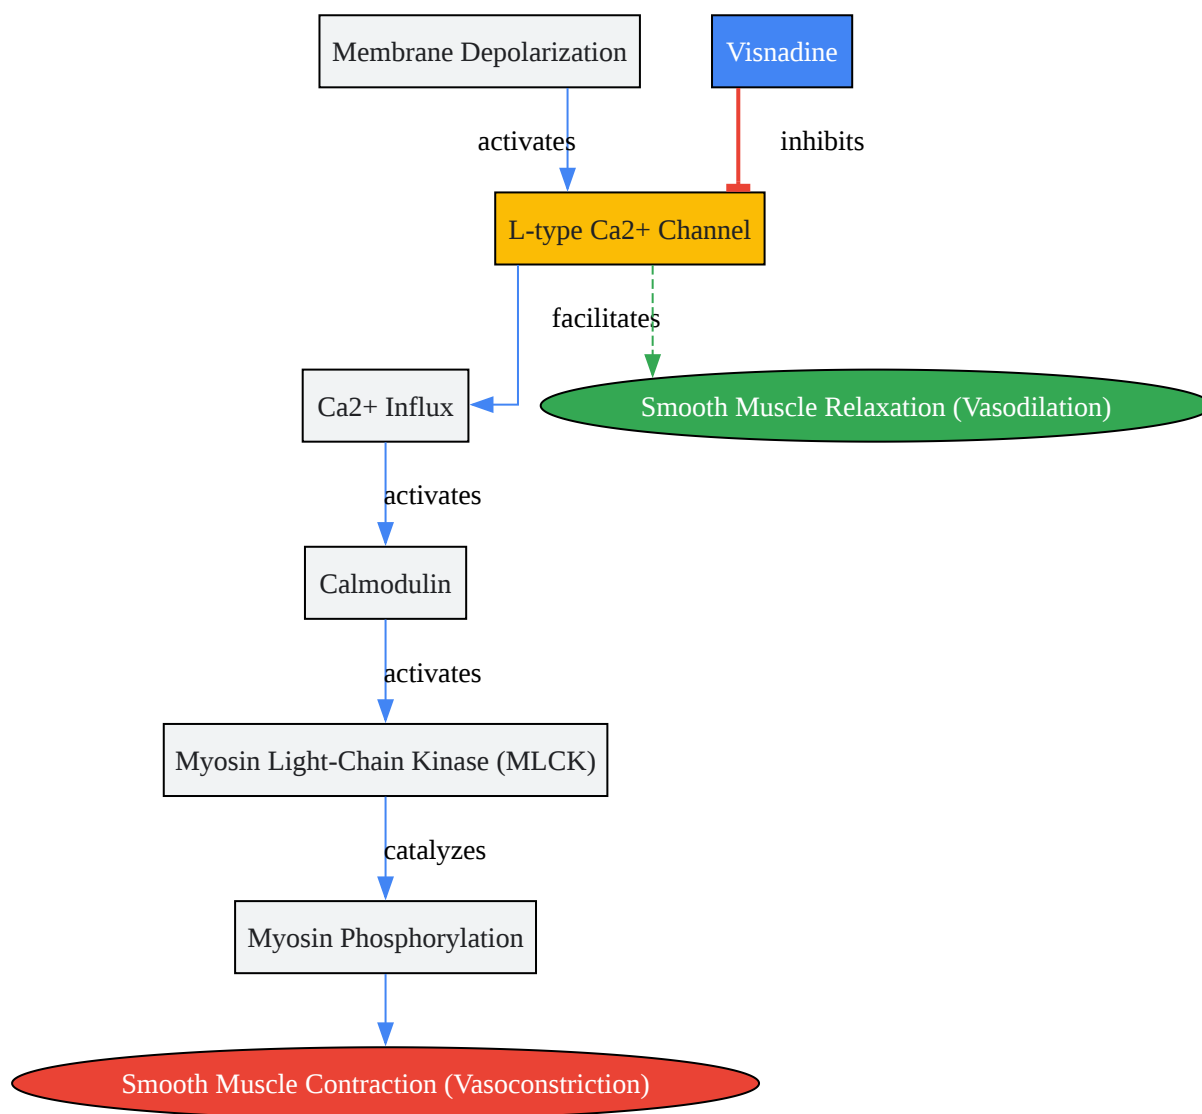 Membrane Depolarization
Visnadine
activates
inhibits
L-type Ca2+ Channel
facilitates
Ca2+ Influx
Smooth Muscle Relaxation (Vasodilation)
activates
Calmodulin
activates
Myosin Light-Chain Kinase (MLCK)
catalyzes
Myosin Phosphorylation
Smooth Muscle Contraction (Vasoconstriction)